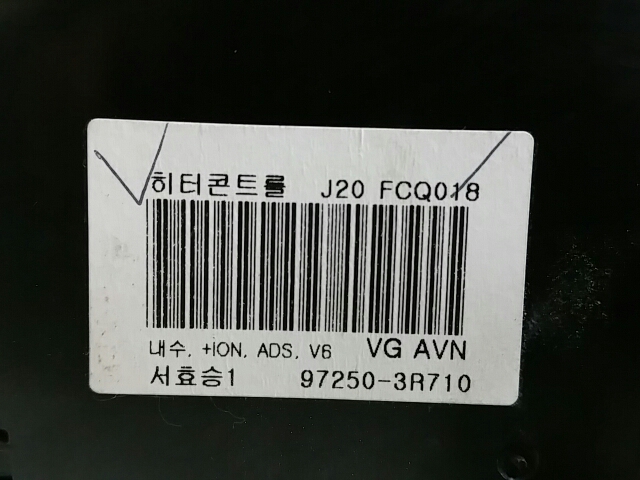 히터콘트롤 J20 FCQ018
내수, +ION, ADS, V6 VG AVN
서효승1 97250-3R710